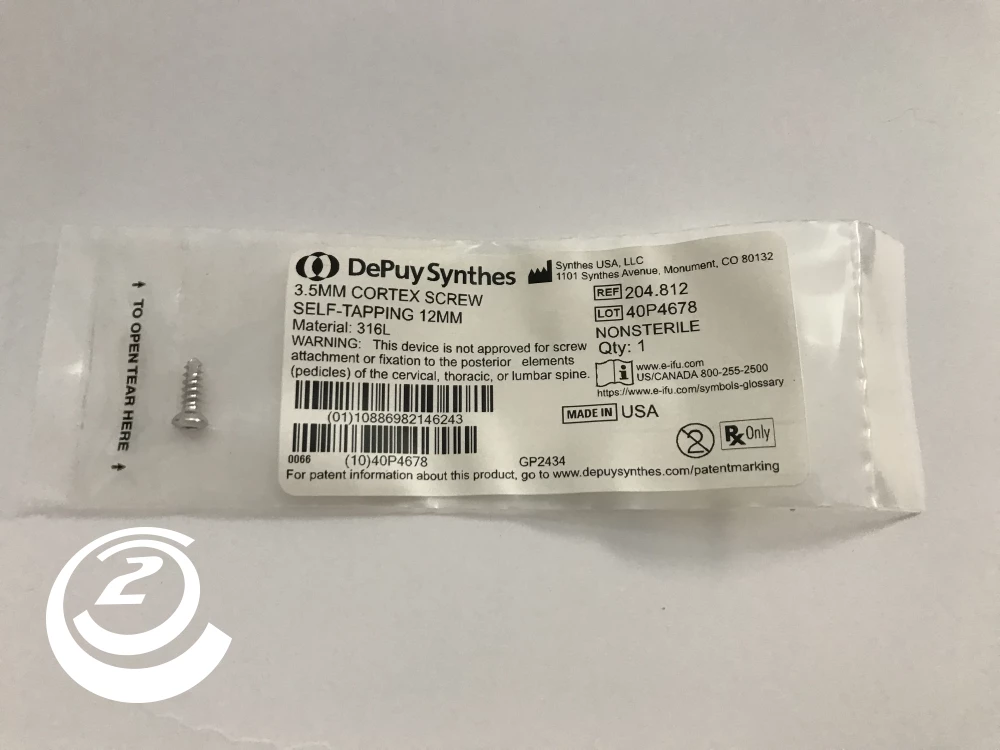 ↑ TO OPEN TEAR HERE ↑
DePuy Synthes
3.5MM CORTEX SCREW
SELF-TAPPING 12MM
Material: 316L
WARNING: This device is not approved for screw
attachment or fixation to the posterior elements
(pedicles) of the cervical, thoracic, or lumbar spine.
(01)10886982146243
0066 (10)40P4678 GP2434
For patent information about this product, go to www.depuysynthes.com/patentmarking
Synthes USA, LLC
1101 Synthes Avenue, Monument, CO 80132
REF 204.812
LOT 40P4678
NONSTERILE
Qty: 1
i www.e-ifu.com
US/CANADA 800-255-2500
https://www.e-ifu.com/symbols-glossary
MADE IN USA
2 Rx Only
2